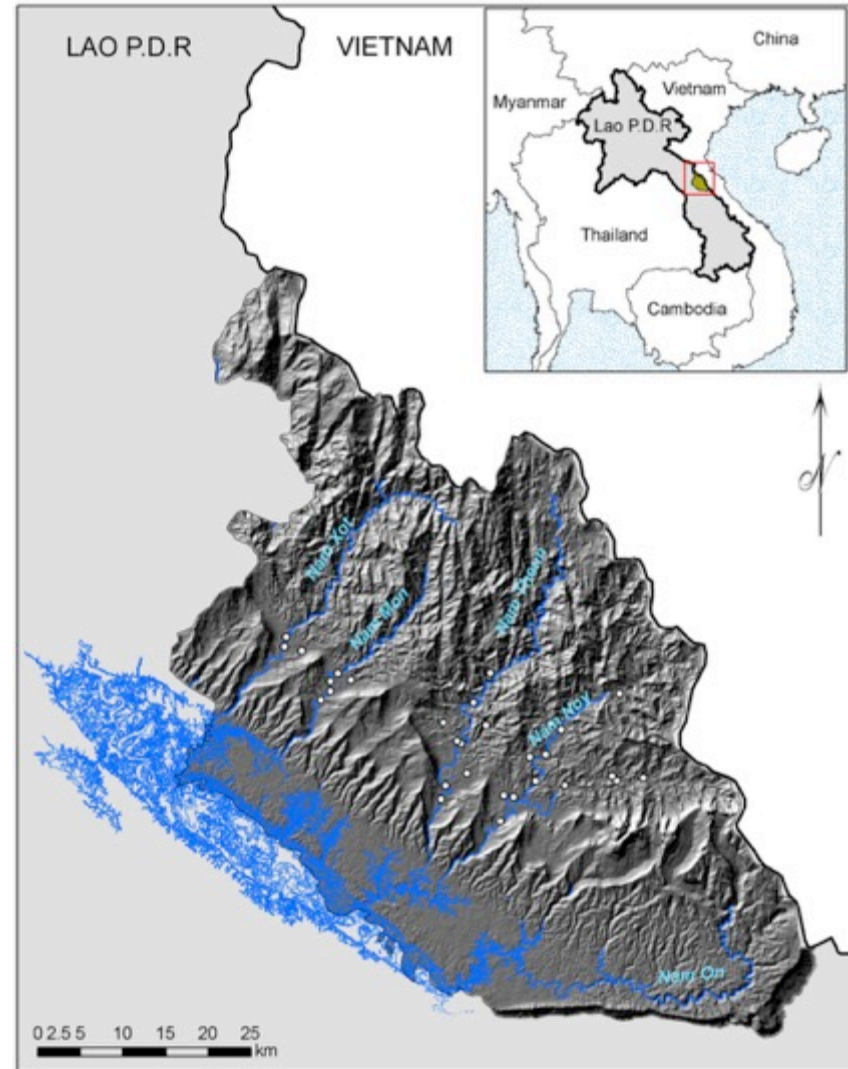 LAO P.D.R
VIETNAM
China
Myanmar
Vietnam
Lao P.D.R
Thailand
Cambodia
N
Nam Xot
Nam Mon
Nam Theun
Nam Noy
Nam On
0 2.5 5 10 15 20 25
km